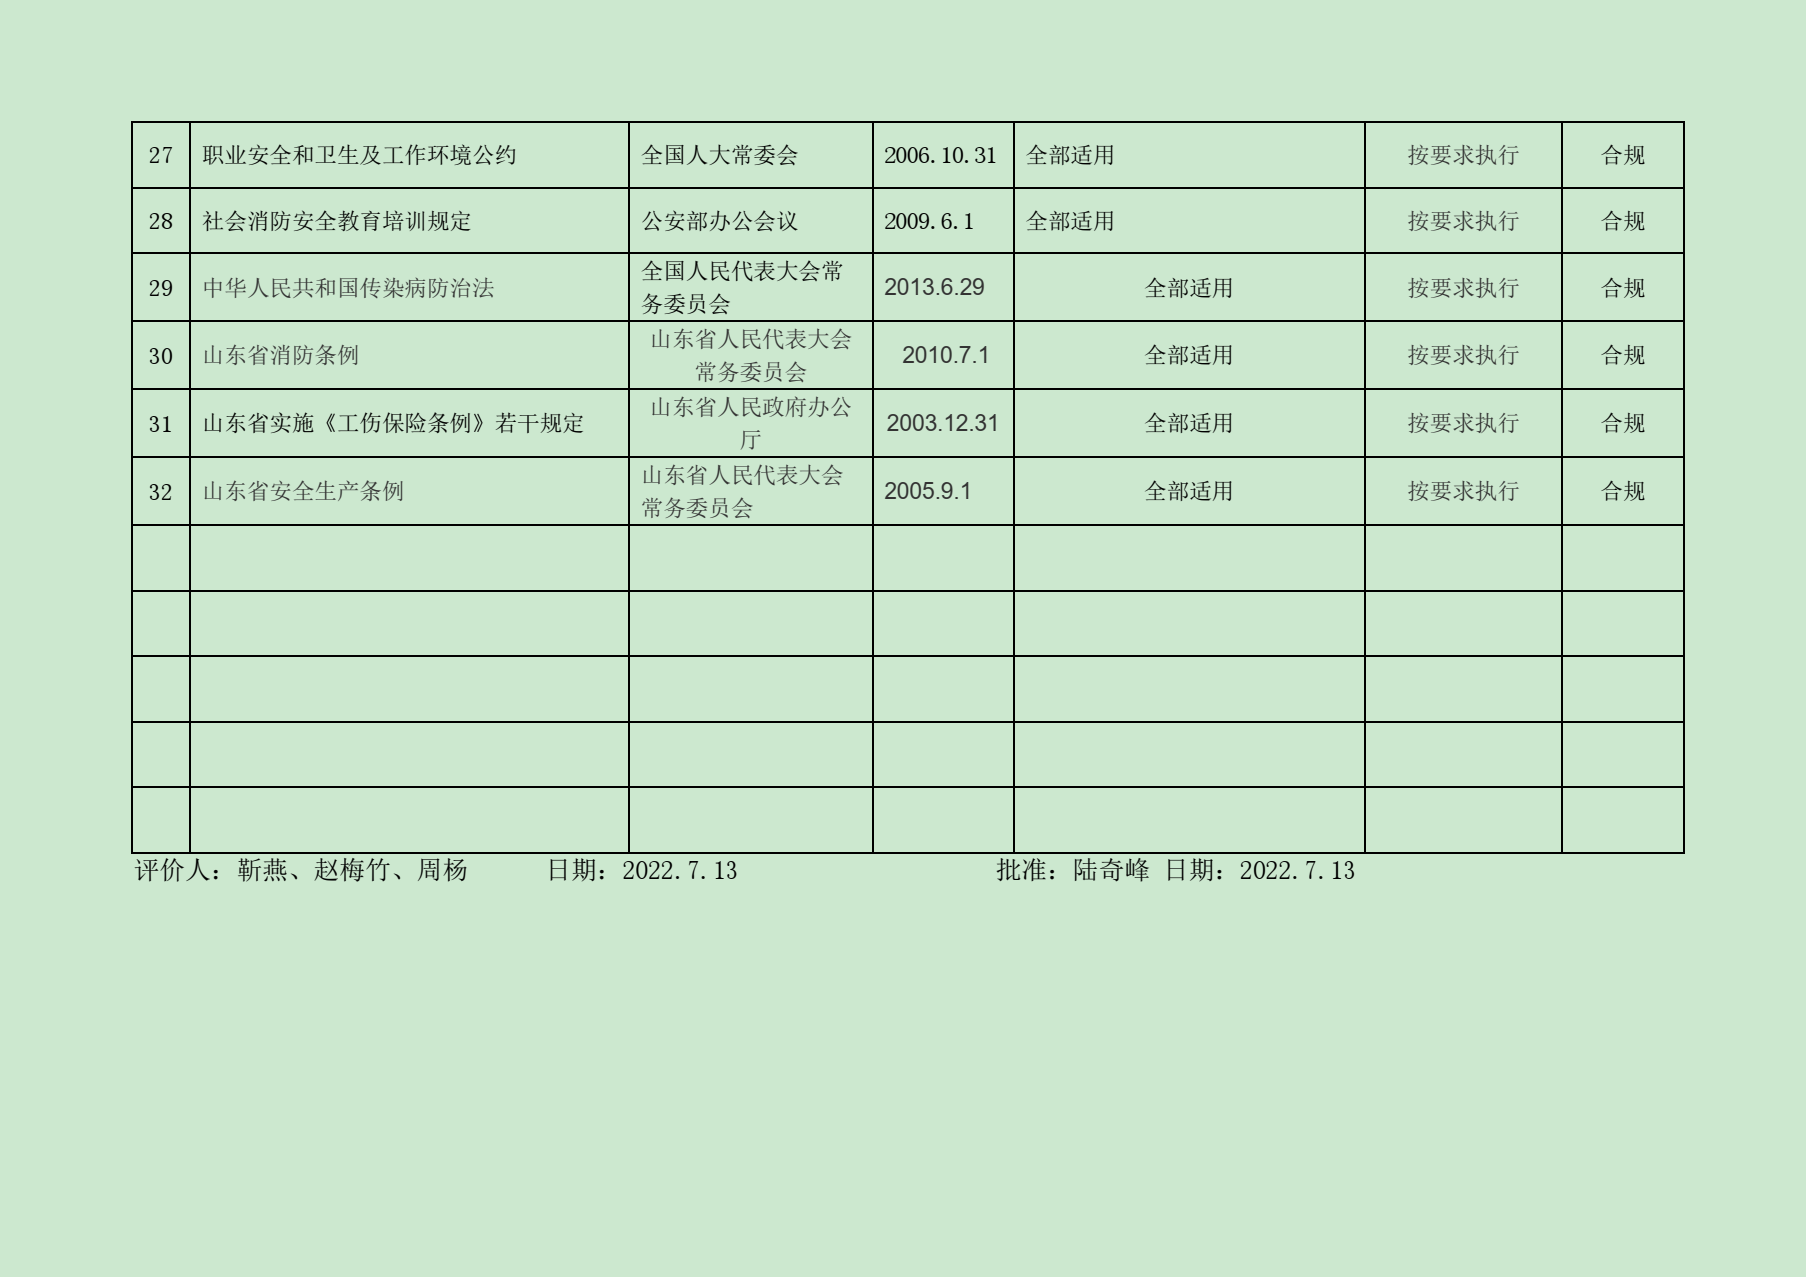 27 职业安全和卫生及工作环境公约 全国人大常委会 2006.10.31 全部适用 按要求执行 合规
28 社会消防安全教育培训规定 公安部办公会议 2009.6.1 全部适用 按要求执行 合规
29 中华人民共和国传染病防治法 全国人民代表大会常务委员会 2013.6.29 全部适用 按要求执行 合规
30 山东省消防条例 山东省人民代表大会常务委员会 2010.7.1 全部适用 按要求执行 合规
31 山东省实施《工伤保险条例》若干规定 山东省人民政府办公厅 2003.12.31 全部适用 按要求执行 合规
32 山东省安全生产条例 山东省人民代表大会常务委员会 2005.9.1 全部适用 按要求执行 合规
评价人：靳燕、赵梅竹、周杨 日期：2022.7.13 批准：陆奇峰 日期：2022.7.13